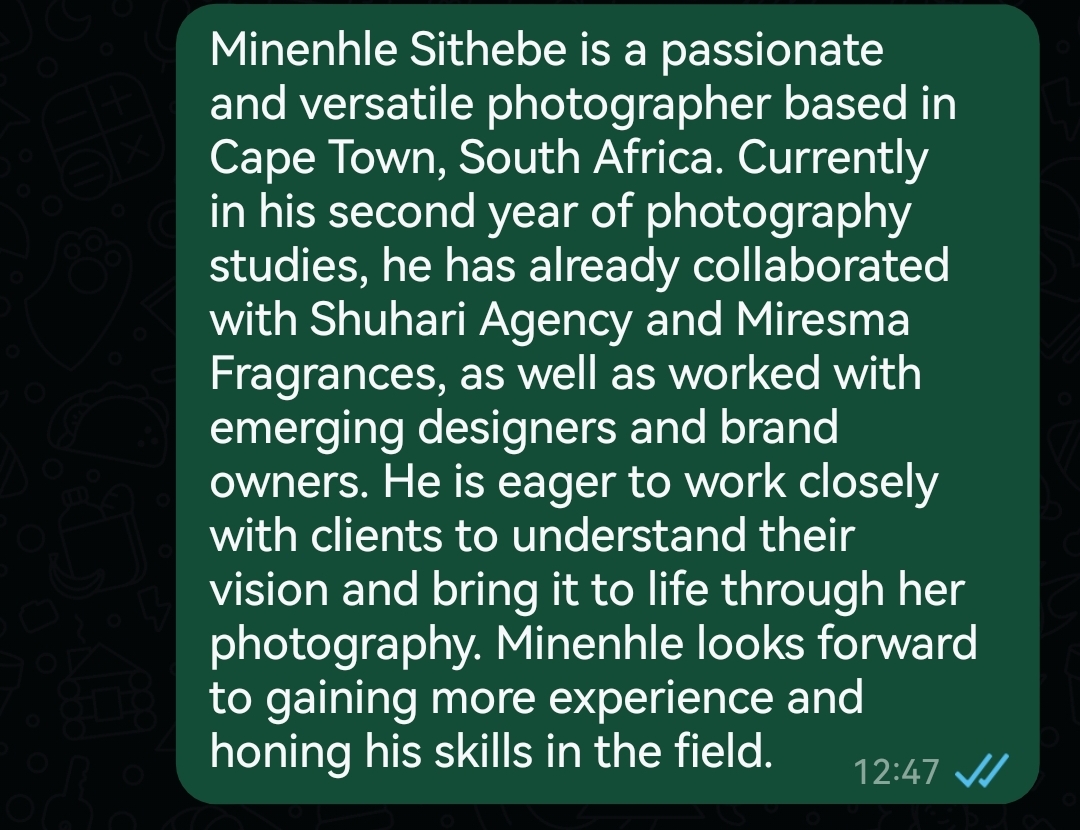 Minenhle Sithebe is a passionate
and versatile photographer based in
Cape Town, South Africa. Currently
in his second year of photography
studies, he has already collaborated
with Shuhari Agency and Miresma
Fragrances, as well as worked with
emerging designers and brand
owners. He is eager to work closely
with clients to understand their
vision and bring it to life through her
photography. Minenhle looks forward
to gaining more experience and
honing his skills in the field.
12:47